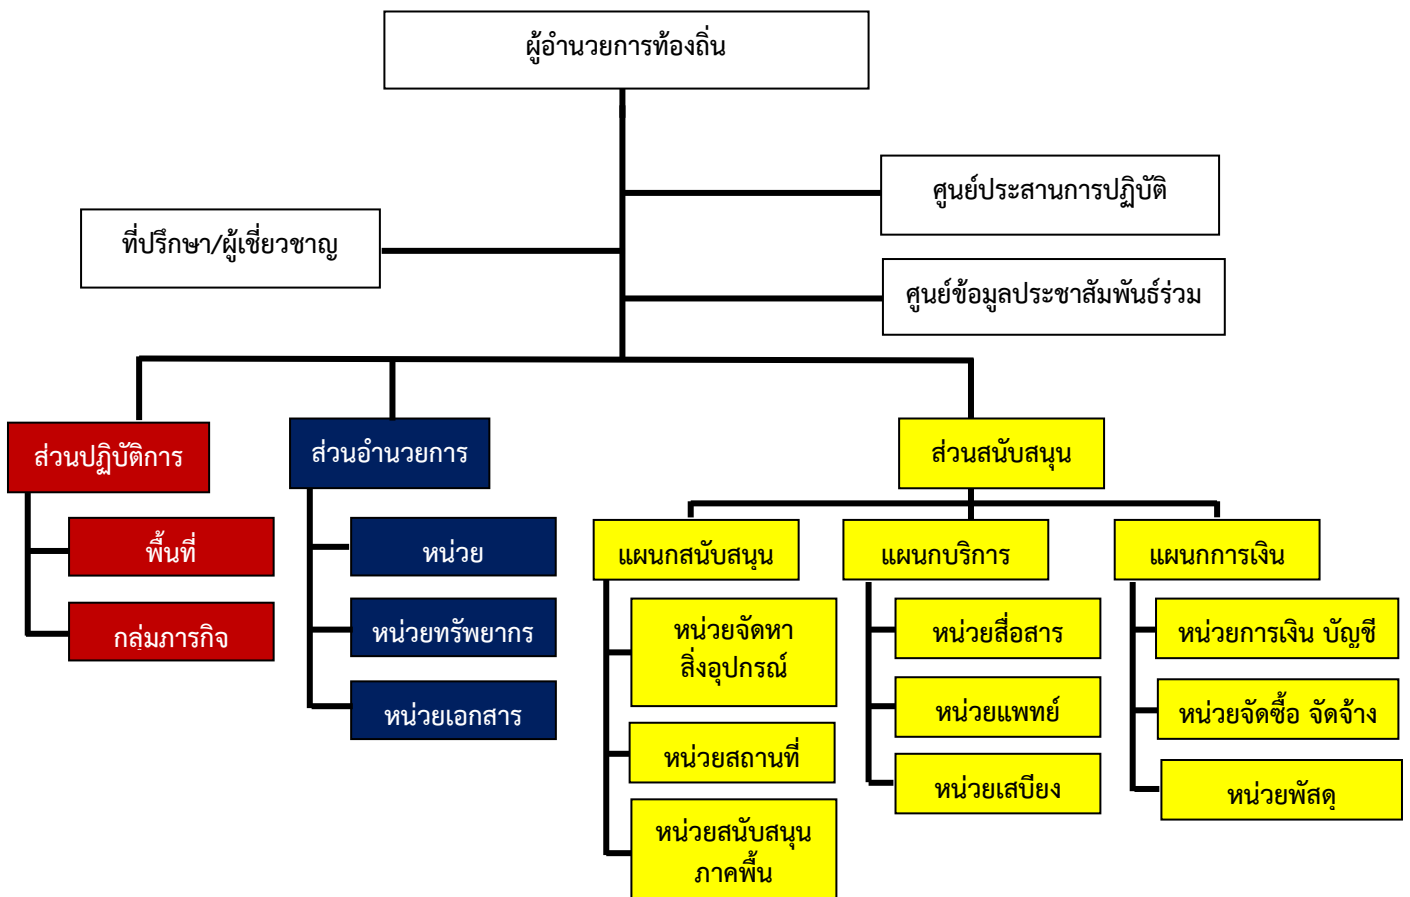 ผู้อำนวยการท้องถิ่น
ศูนย์ประสานการปฏิบัติ
ที่ปรึกษา/ผู้เชี่ยวชาญ
ศูนย์ข้อมูลประชาสัมพันธ์ร่วม
ส่วนปฏิบัติการ
พื้นที่
กลุ่มภารกิจ
ส่วนอำนวยการ
หน่วย
หน่วยทรัพยากร
หน่วยเอกสาร
ส่วนสนับสนุน
แผนกสนับสนุน
หน่วยจัดหา
สิ่งอุปกรณ์
หน่วยสถานที่
หน่วยสนับสนุน
ภาคพื้น
แผนกบริการ
หน่วยสื่อสาร
หน่วยแพทย์
หน่วยเสบียง
แผนกการเงิน
หน่วยการเงิน บัญชี
หน่วยจัดซื้อ จัดจ้าง
หน่วยพัสดุ